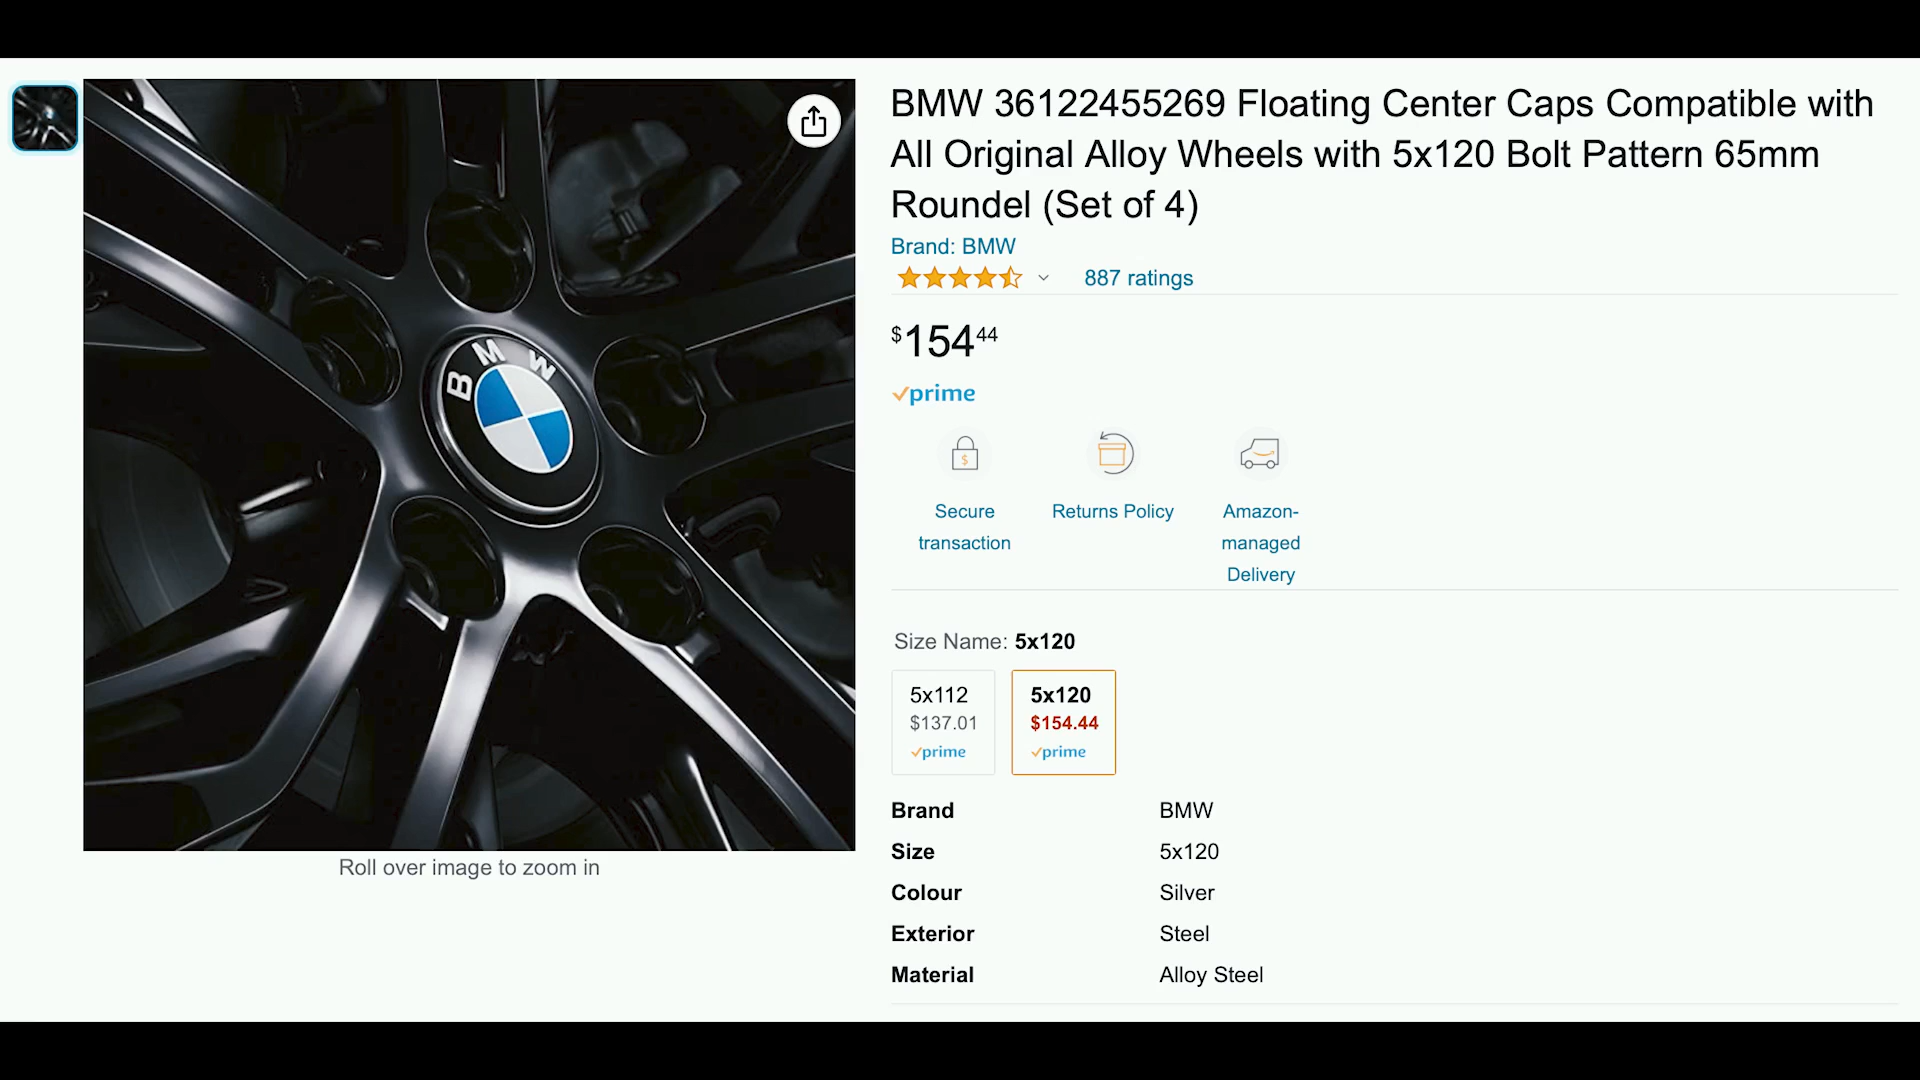 BMW 36122455269 Floating Center Caps Compatible with
All Original Alloy Wheels with 5x120 Bolt Pattern 65mm
Roundel (Set of 4)
Brand: BMW
887 ratings
$154 44
prime
Secure
transaction
Returns Policy
Amazon-
managed
Delivery
Size Name: 5x120
5x112
$137.01
prime
5x120
$154.44
prime
Brand BMW
Size 5x120
Colour Silver
Exterior Steel
Material Alloy Steel
BMW
Roll over image to zoom in